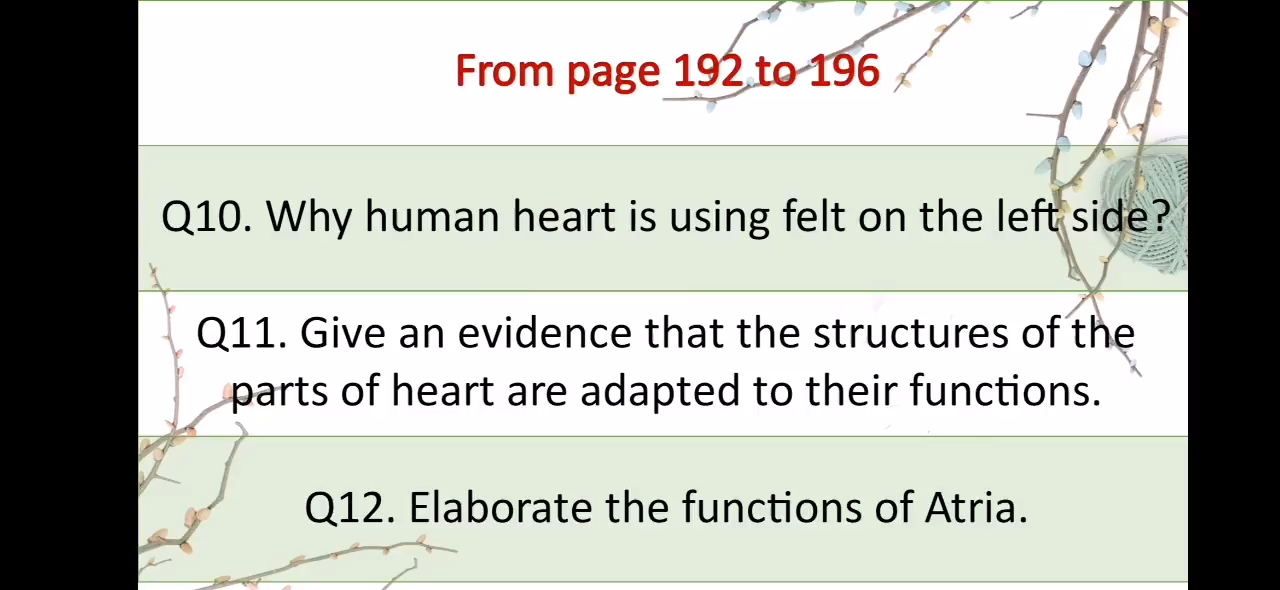 From page 192 to 196
Q10. Why human heart is using felt on the left side?
Q11. Give an evidence that the structures of the
parts of heart are adapted to their functions.
Q12. Elaborate the functions of Atria.